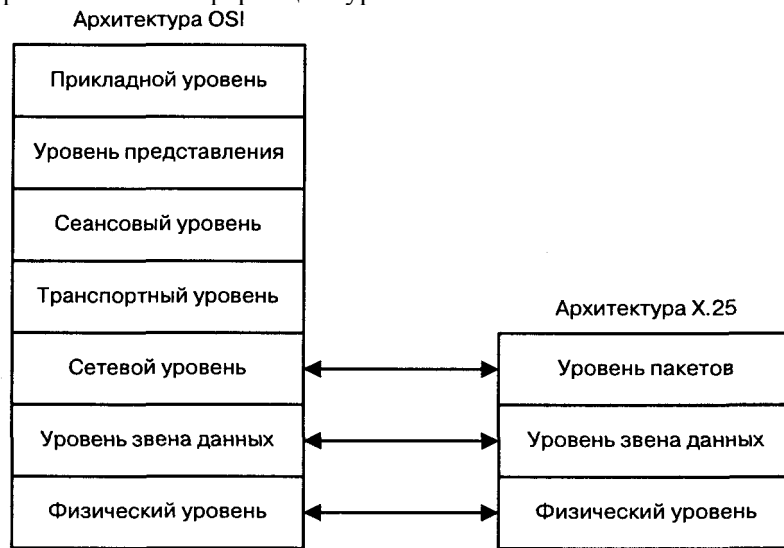 Архитектура OSI
Прикладной уровень
Уровень представления
Сеансовый уровень
Транспортный уровень
Архитектура X.25
Сетевой уровень
Уровень пакетов
Уровень звена данных
Уровень звена данных
Физический уровень
Физический уровень